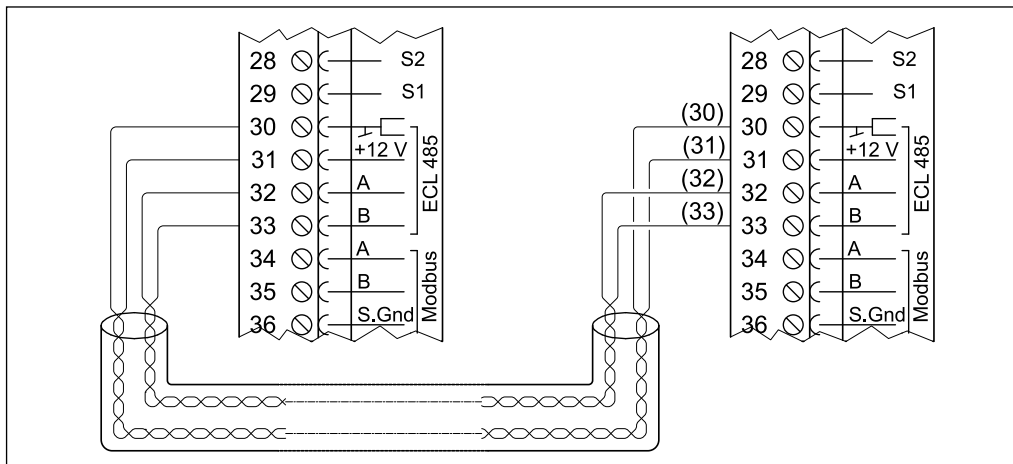 28 S2
29 S1
30
31 +12 V
32 A
33 B
ECL 485
34 A
35 B
36 S.Gnd
Modbus
28 S2
29 S1
(30) 30
(31) 31 +12 V
(32) 32 A
(33) 33 B
ECL 485
34 A
35 B
36 S.Gnd
Modbus